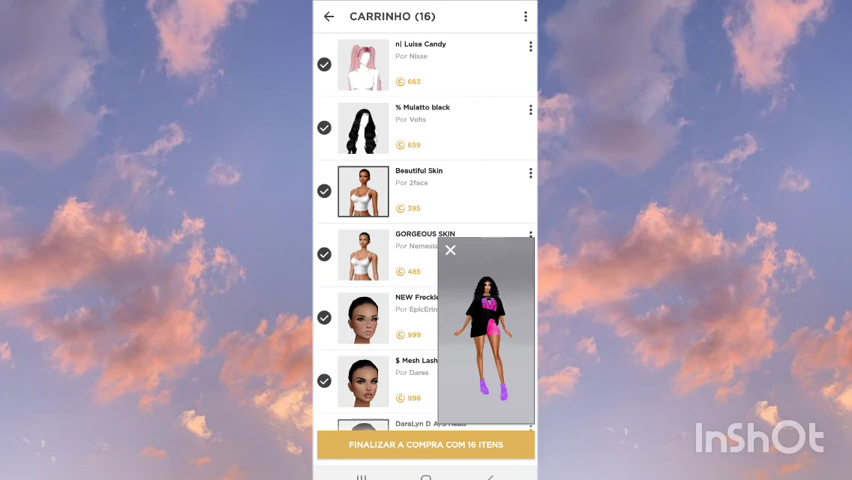 CARRINHO (16)
n| Luisa Candy
Por Nisse
663
% Mulatto black
Por Vohs
659
Beautiful Skin
Por 2face
395
GORGEOUS SKIN
Por Nemesis
485
NEW Freckle
Por EpicErin
999
$ Mesh Lash
Por Dares
998
DaraLyn D
Head
FINALIZAR A COMPRA COM 16 ITENS
InShOt